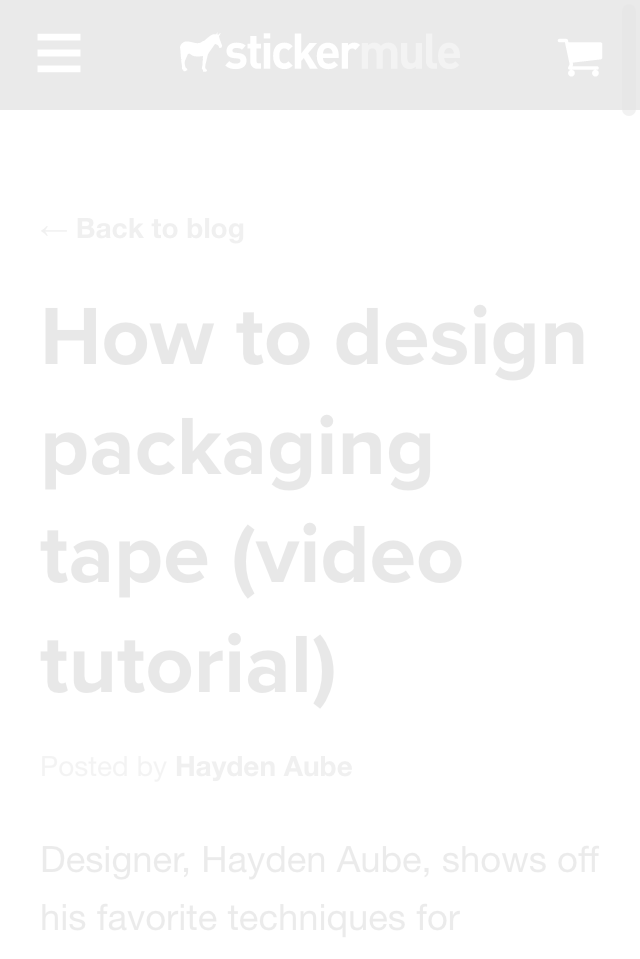 stickermule
← Back to blog
How to design
packaging
tape (video
tutorial)
Posted by Hayden Aube
Designer, Hayden Aube, shows off
his favorite techniques for